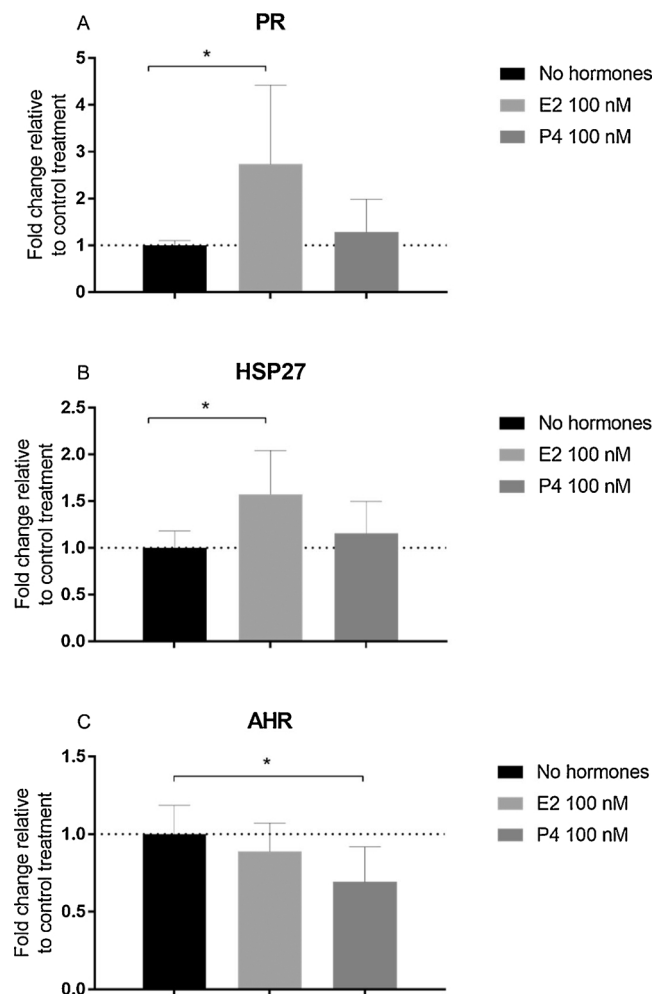 A
PR
*
5
4
3
2
1
0
Fold change relative
to control treatment
No hormones
E2 100 nM
P4 100 nM
B
HSP27
*
2.5
2.0
1.5
1.0
0.5
0.0
Fold change relative
to control treatment
No hormones
E2 100 nM
P4 100 nM
C
AHR
*
1.5
1.0
0.5
0.0
Fold change relative
to control treatment
No hormones
E2 100 nM
P4 100 nM